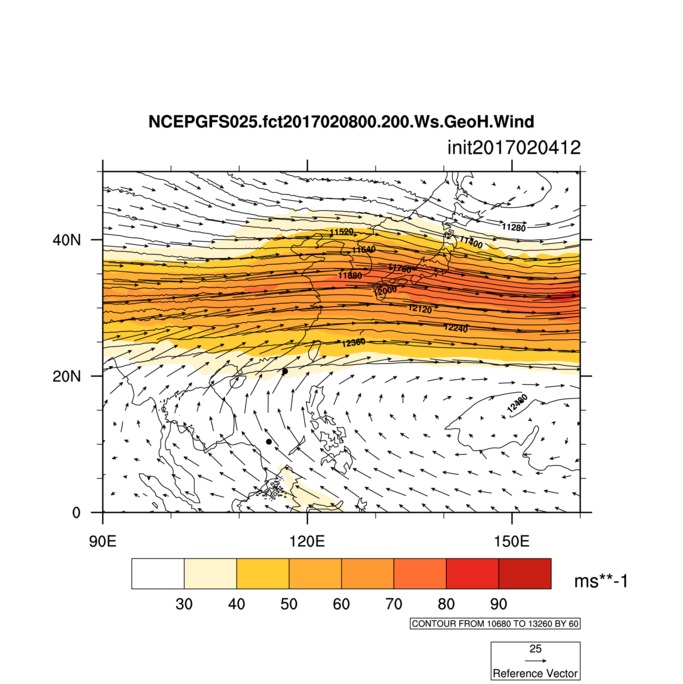 NCEPGFS025.fct2017020800.200.Ws.GeoH.Wind
init2017020412
11280
11520
11400
40N
11640
11760
11880
12000
12120
12240
12360
20N
12480
0
90E 120E 150E
ms**-1
30 40 50 60 70 80 90
CONTOUR FROM 10680 TO 13260 BY 60
25
Reference Vector